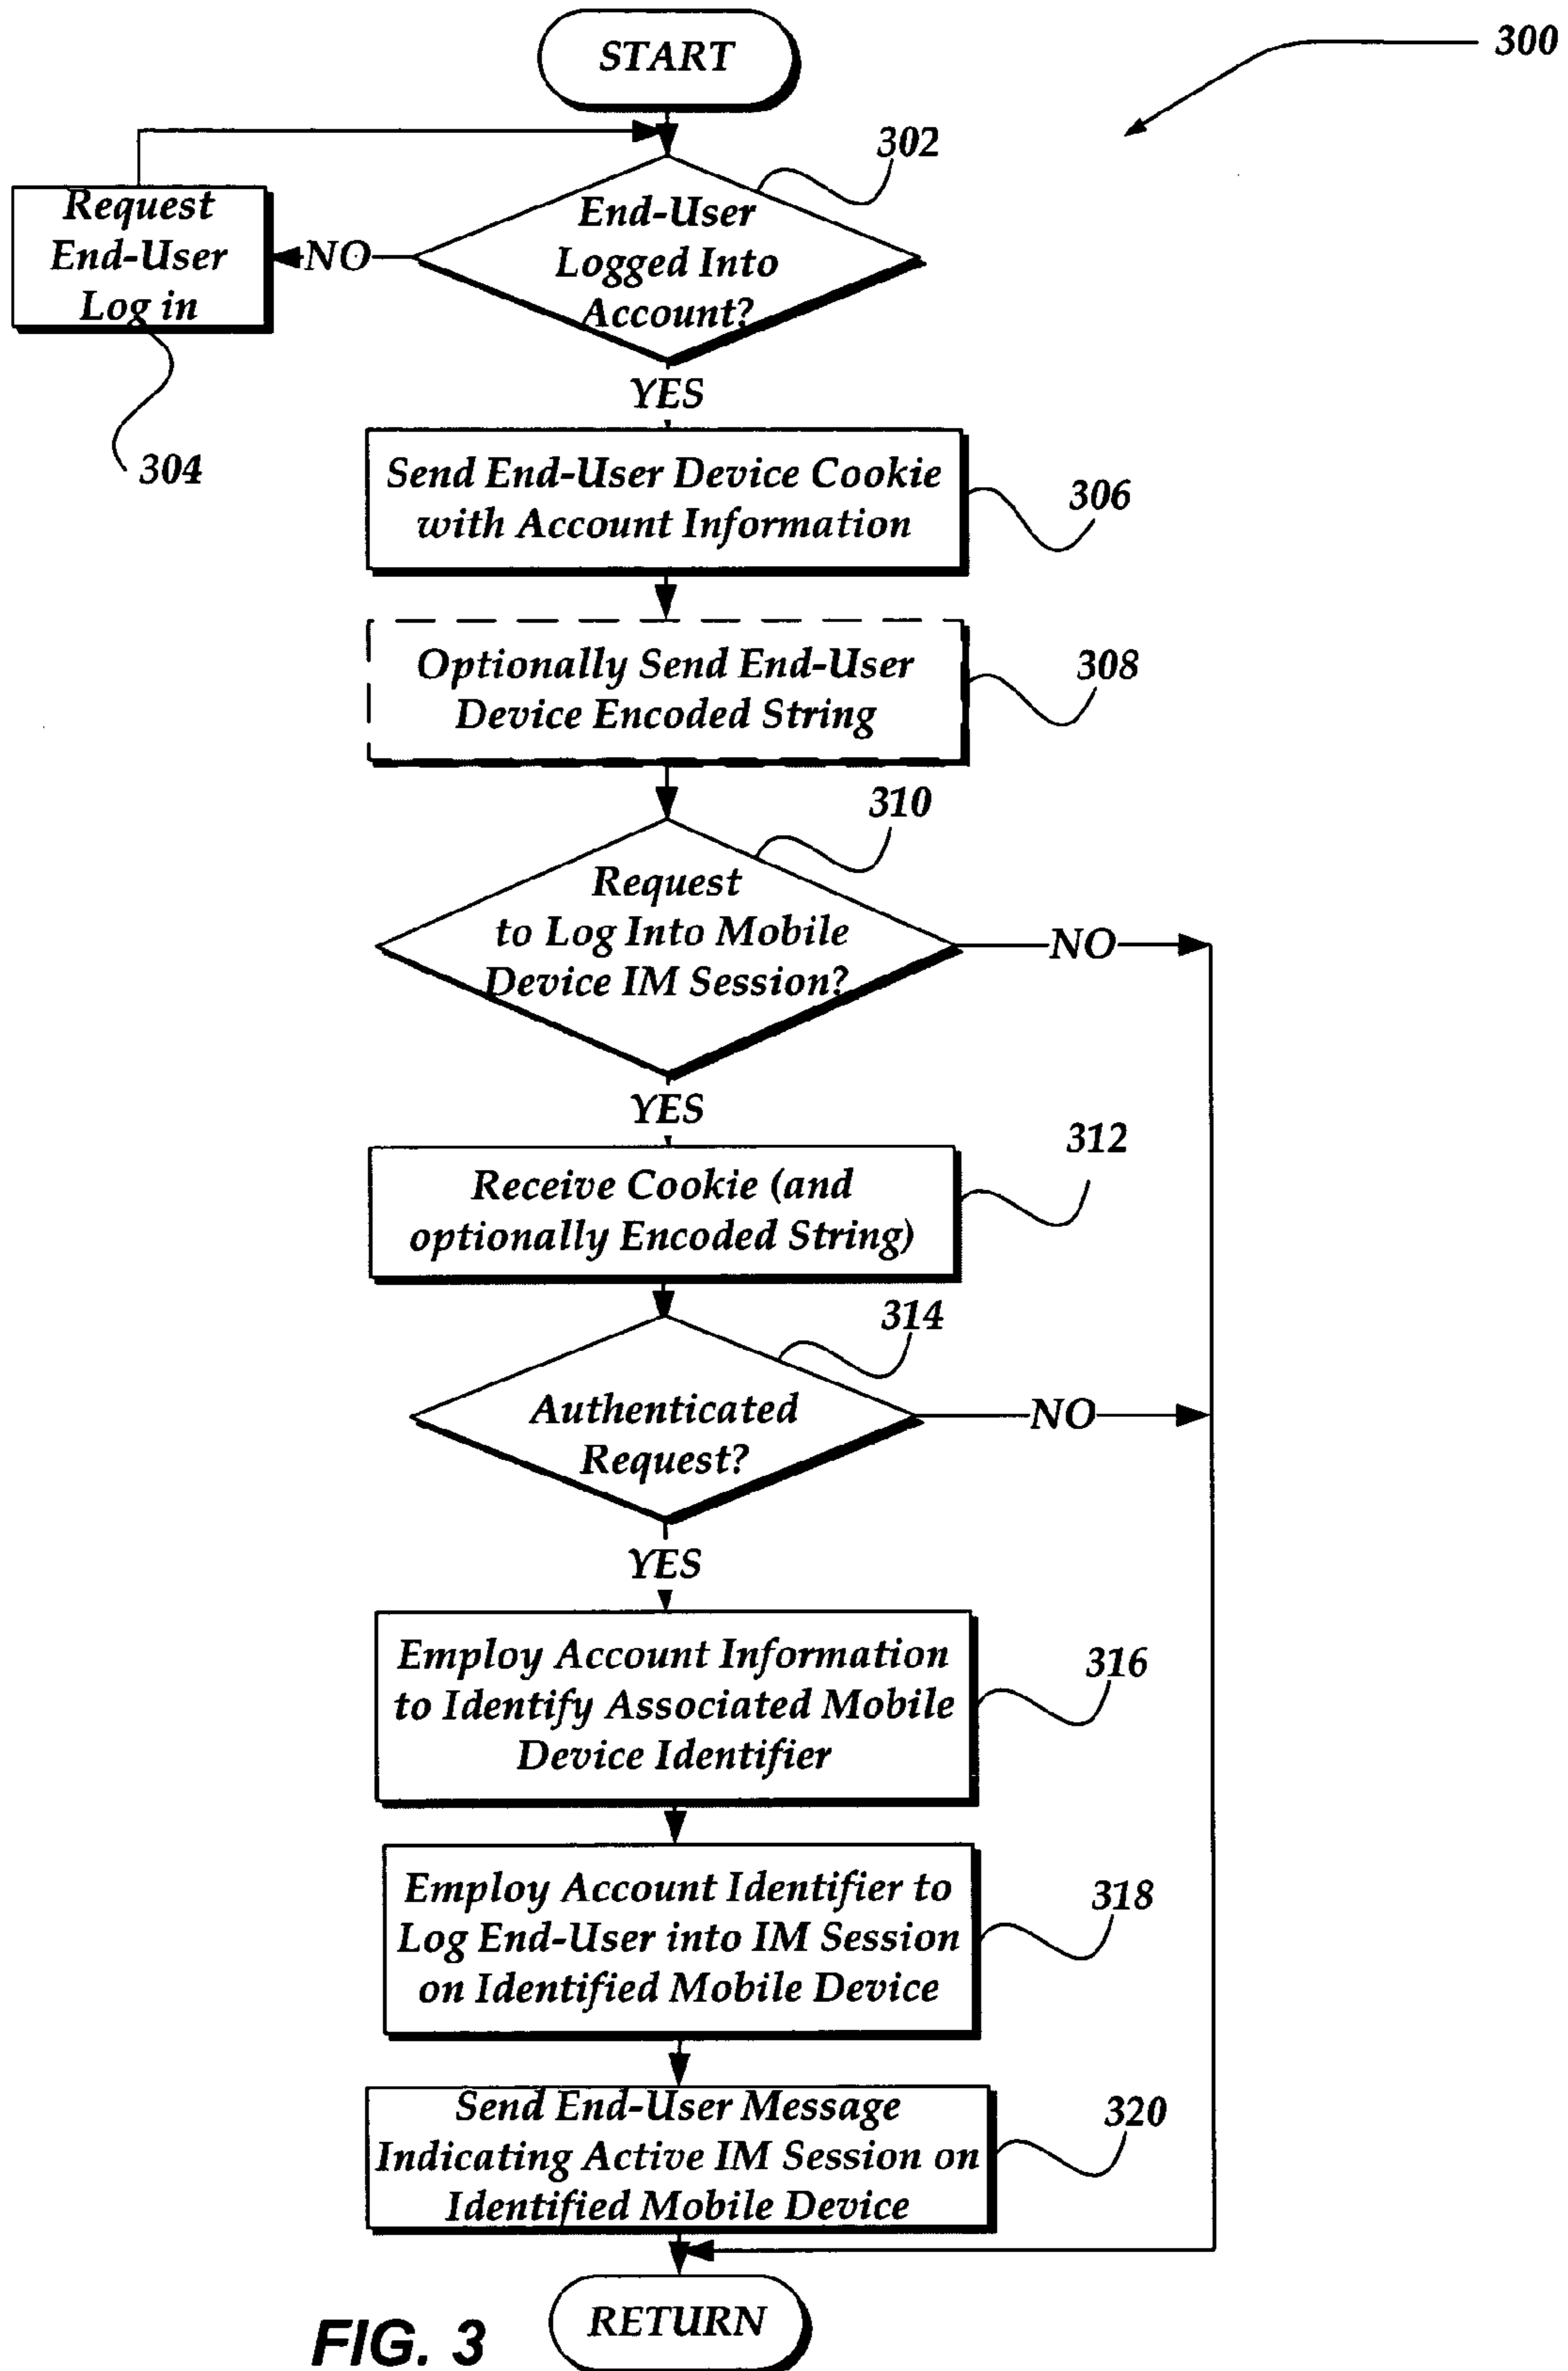 START
300
302
End-User
Logged Into
Account?
NO
Request
End-User
Log in
304
YES
Send End-User Device Cookie
with Account Information
306
Optionally Send End-User
Device Encoded String
308
310
Request
to Log Into Mobile
Device IM Session?
NO
YES
Receive Cookie (and
optionally Encoded String)
312
314
Authenticated
Request?
NO
YES
Employ Account Information
to Identify Associated Mobile
Device Identifier
316
Employ Account Identifier to
Log End-User into IM Session
on Identified Mobile Device
318
Send End-User Message
Indicating Active IM Session on
Identified Mobile Device
320
RETURN
FIG. 3